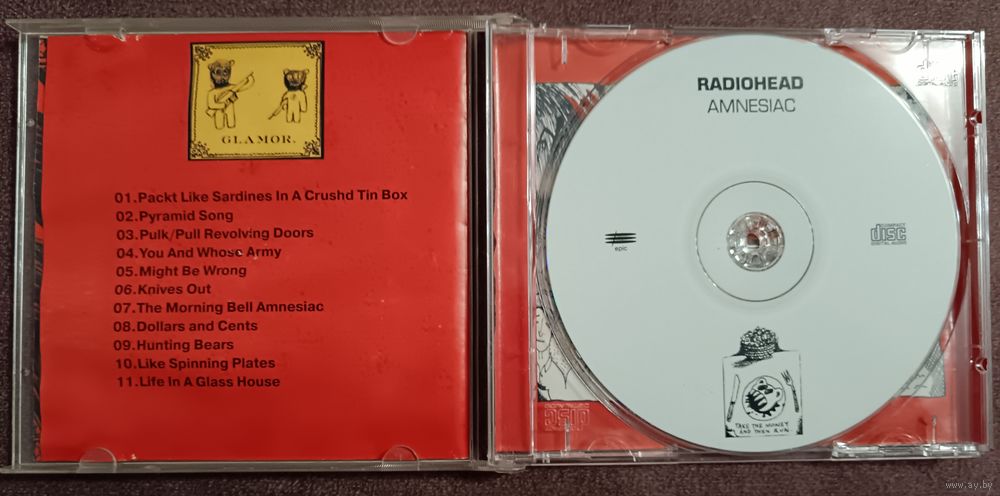 GLAMOR.
01.Packt Like Sardines In A Crushd Tin Box
02.Pyramid Song
03.Pulk/Pull Revolving Doors
04.You And Whose Army
05.Might Be Wrong
06.Knives Out
07.The Morning Bell Amnesiac
08.Dollars and Cents
09.Hunting Bears
10.Like Spinning Plates
11.Life In A Glass House
RADIOHEAD
AMNESIAC
epic
COMPACT
disc
DIGITAL AUDIO
TAKE THE MONEY
AND THEN RUN
www.ay.by